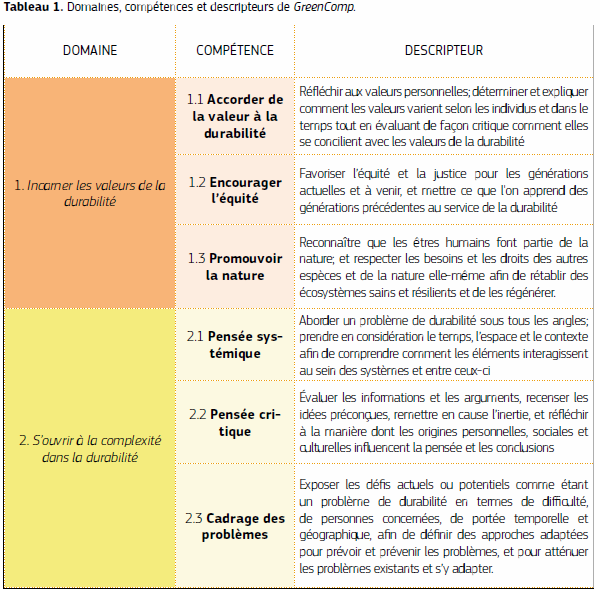 Tableau 1. Domaines, compétences et descripteurs de GreenComp.
DOMAINE
COMPÉTENCE
DESCRIPTEUR
1. Incarner les valeurs de la
durabilité
1.1 Accorder de
la valeur à la
durabilité
Réfléchir aux valeurs personnelles; déterminer et expliquer
comment les valeurs varient selon les individus et dans le
temps tout en évaluant de façon critique comment elles
se concilient avec les valeurs de la durabilité
1.2 Encourager
l'équité
Favoriser l'équité et la justice pour les générations
actuelles et à venir, et mettre ce que l'on apprend des
générations précédentes au service de la durabilité
1.3 Promouvoir
la nature
Reconnaître que les êtres humains font partie de la
nature; et respecter les besoins et les droits des autres
espèces et de la nature elle-même afin de rétablir des
écosystèmes sains et résilients et de les régénérer.
2. S'ouvrir à la complexité
dans la durabilité
2.1 Pensée sys-
témique
Aborder un problème de durabilité sous tous les angles;
prendre en considération le temps, l'espace et le contexte
afin de comprendre comment les éléments interagissent
au sein des systèmes et entre ceux-ci
2.2 Pensée cri-
tique
Évaluer les informations et les arguments, recenser les
idées préconçues, remettre en cause l'inertie, et réfléchir
à la manière dont les origines personnelles, sociales et
culturelles influencent la pensée et les conclusions
2.3 Cadrage des
problèmes
Exposer les défis actuels ou potentiels comme étant
un problème de durabilité en termes de difficulté,
de personnes concernées, de portée temporelle et
géographique, afin de définir des approches adaptées
pour prévoir et prévenir les problèmes, et pour atténuer
les problèmes existants et s'y adapter.